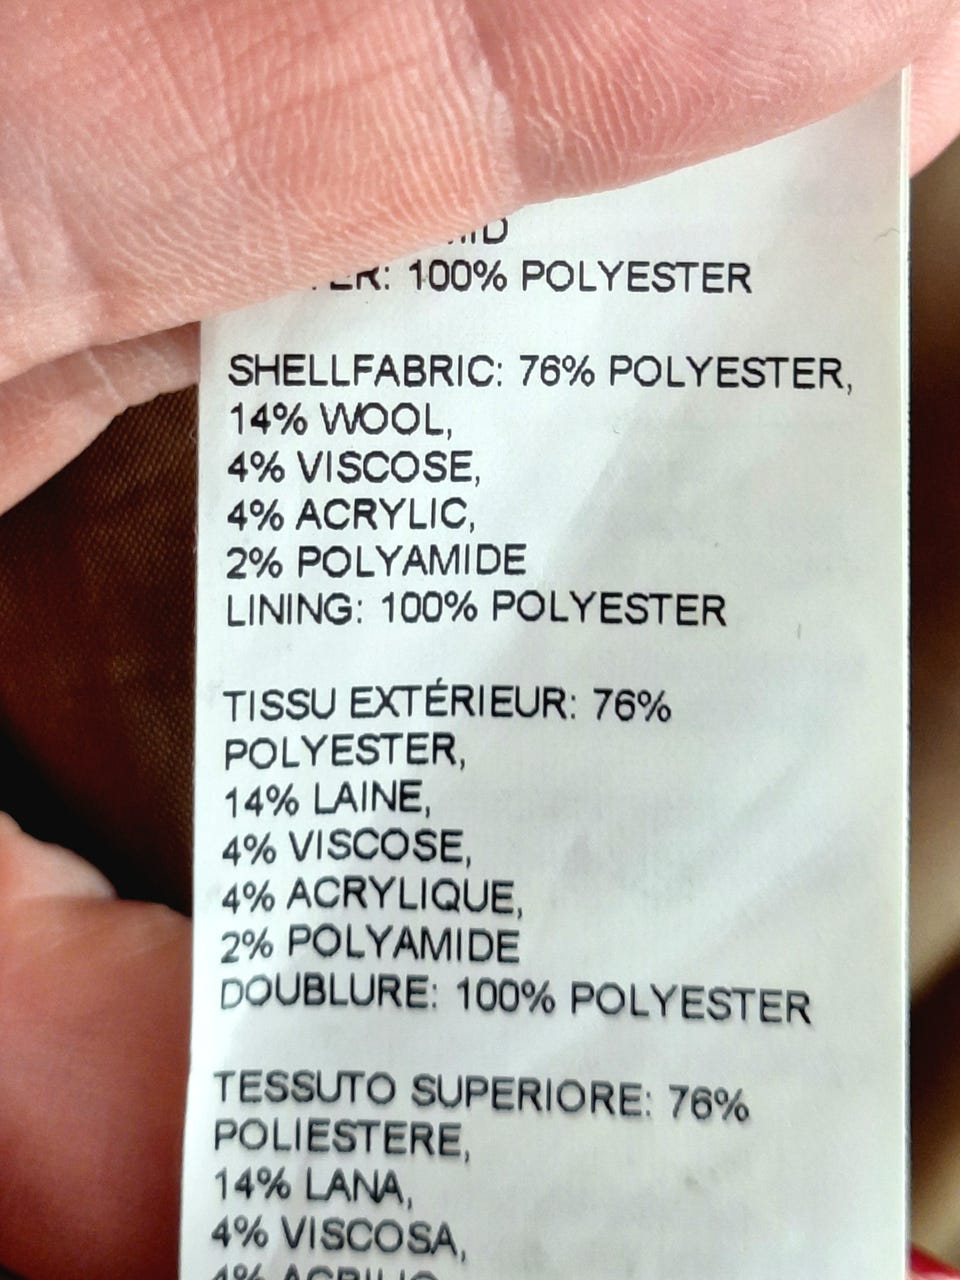 100% POLYESTER
SHELLFABRIC: 76% POLYESTER,
14% WOOL,
4% VISCOSE,
4% ACRYLIC,
2% POLYAMIDE
LINING: 100% POLYESTER
TISSU EXTÉRIEUR: 76%
POLYESTER,
14% LAINE,
4% VISCOSE,
4% ACRYLIQUE,
2% POLYAMIDE
DOUBLURE: 100% POLYESTER
TESSUTO SUPERIORE: 76%
POLIESTERE,
14% LANA,
4% VISCOSA,